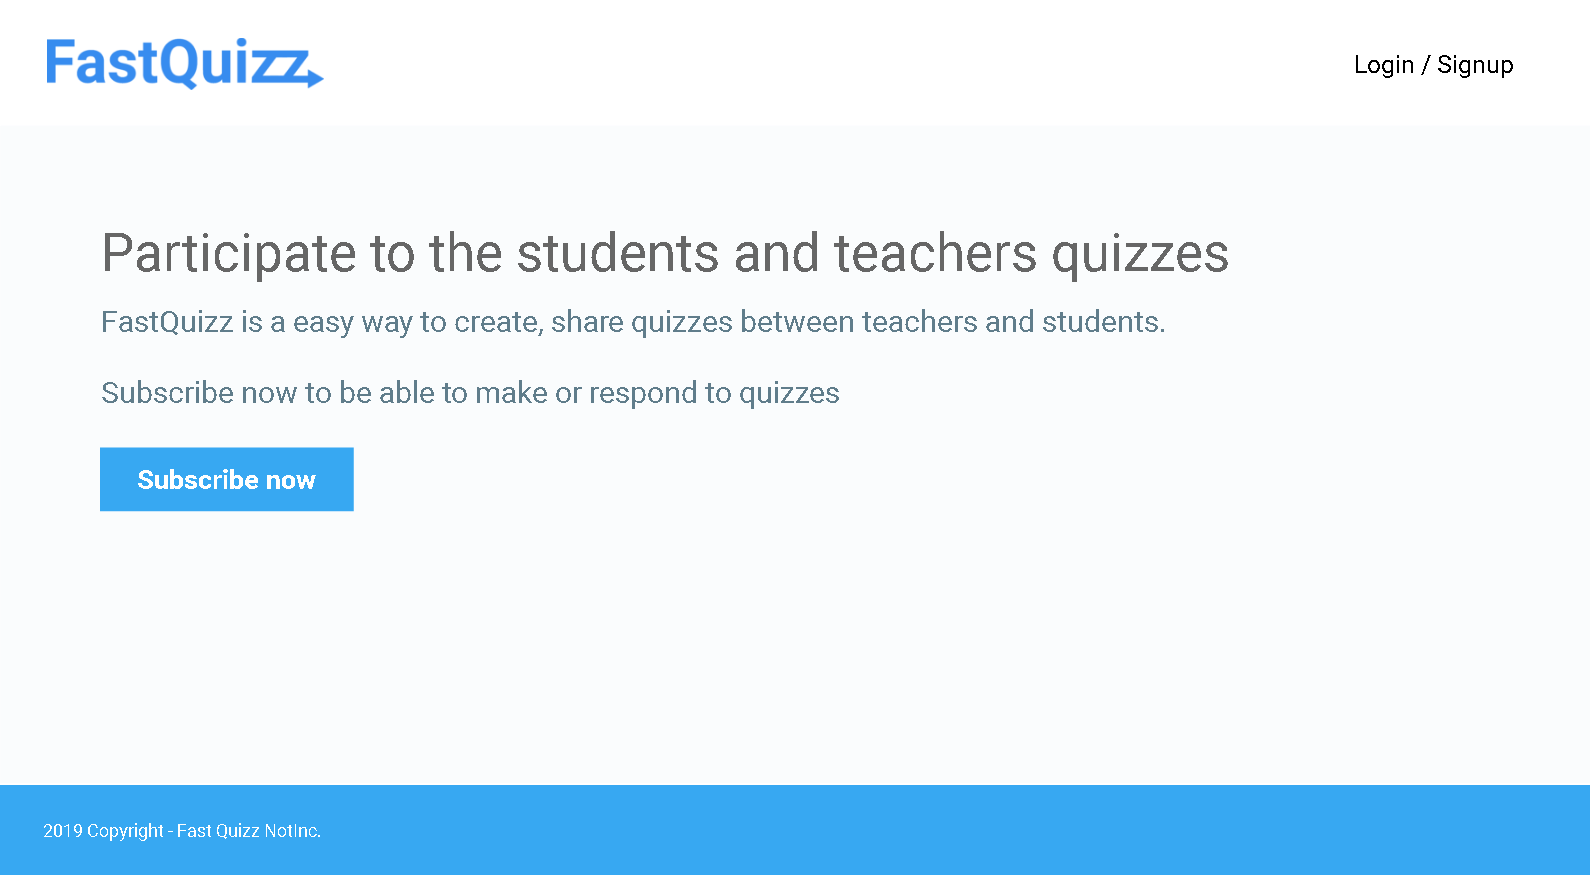 FastQuizz
Login / Signup
Participate to the students and teachers quizzes
FastQuizz is a easy way to create, share quizzes between teachers and students.
Subscribe now to be able to make or respond to quizzes
Subscribe now
2019 Copyright - Fast Quizz NotInc.